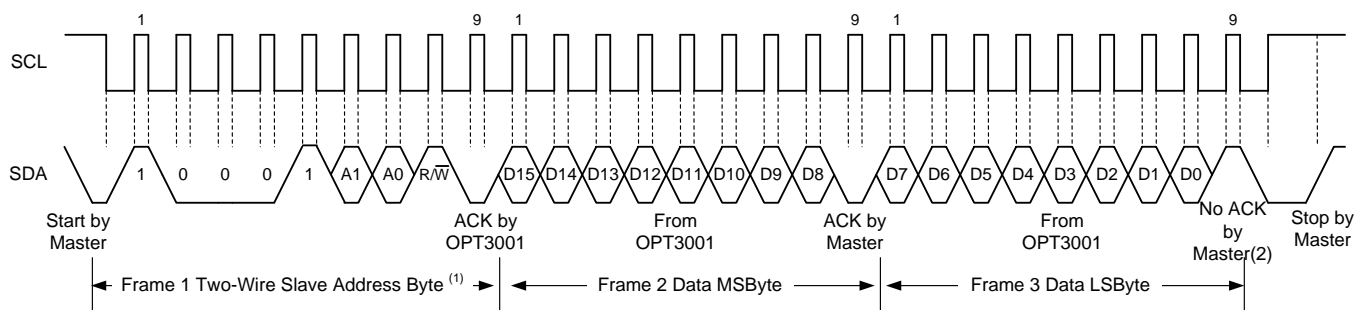 1 9 1 9 1 9
SCL
SDA
1 0 0 0 1 A1 A0 R/W̅ D15 D14 D13 D12 D11 D10 D9 D8 D7 D6 D5 D4 D3 D2 D1 D0
Start by
Master
ACK by
OPT3001
From
OPT3001
ACK by
Master
From
OPT3001
No ACK
by
Master(2)
Stop by
Master
Frame 1 Two-Wire Slave Address Byte (1)
Frame 2 Data MSByte
Frame 3 Data LSByte